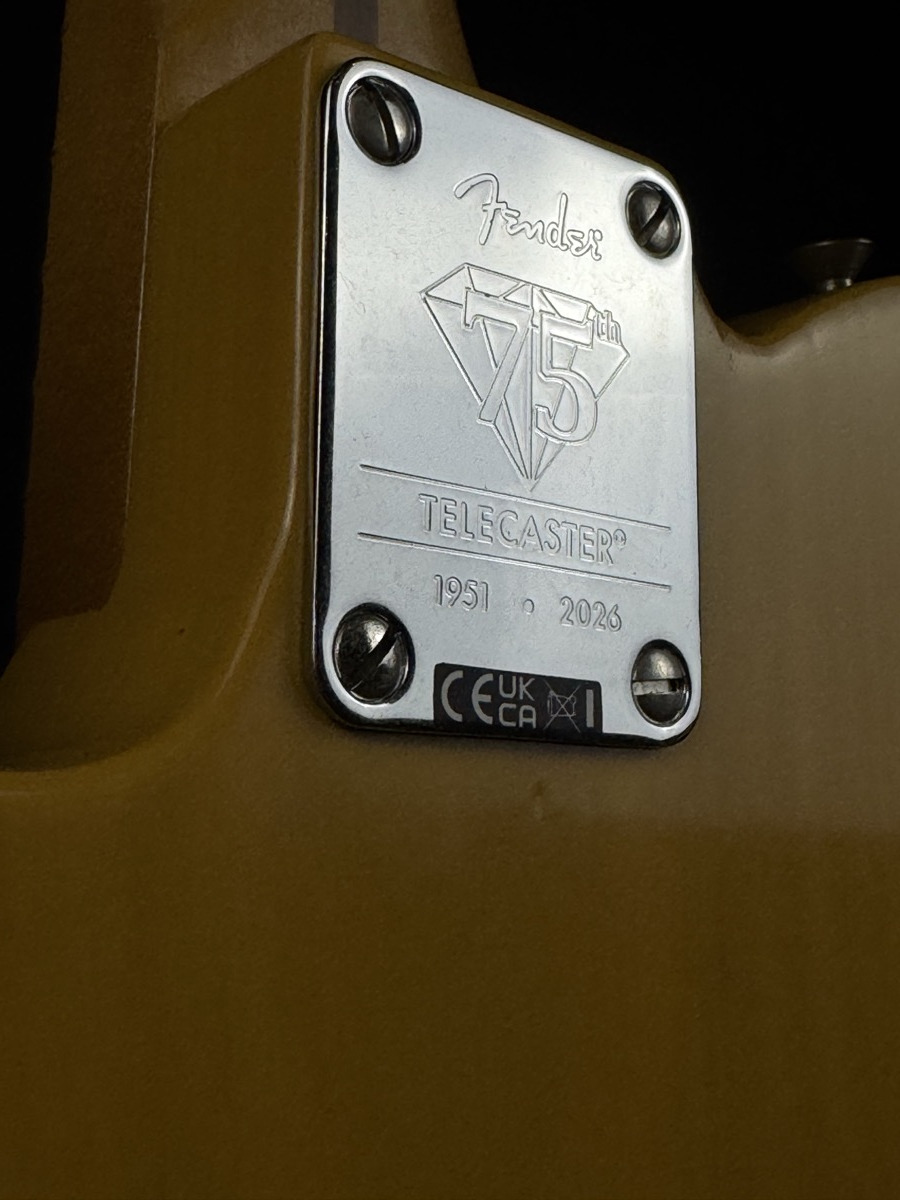 Fender
75th
TELECASTER®
1951 • 2026
CE UK CA